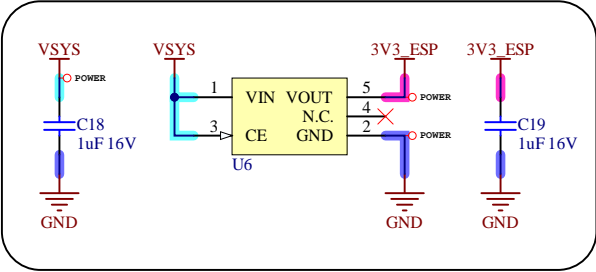 VSYS
VSYS
3V3_ESP
3V3_ESP
POWER
1
VIN
VOUT
5
POWER
N.C.
4
C18
1uF 16V
3
CE
GND
2
POWER
C19
1uF 16V
U6
GND
GND
GND